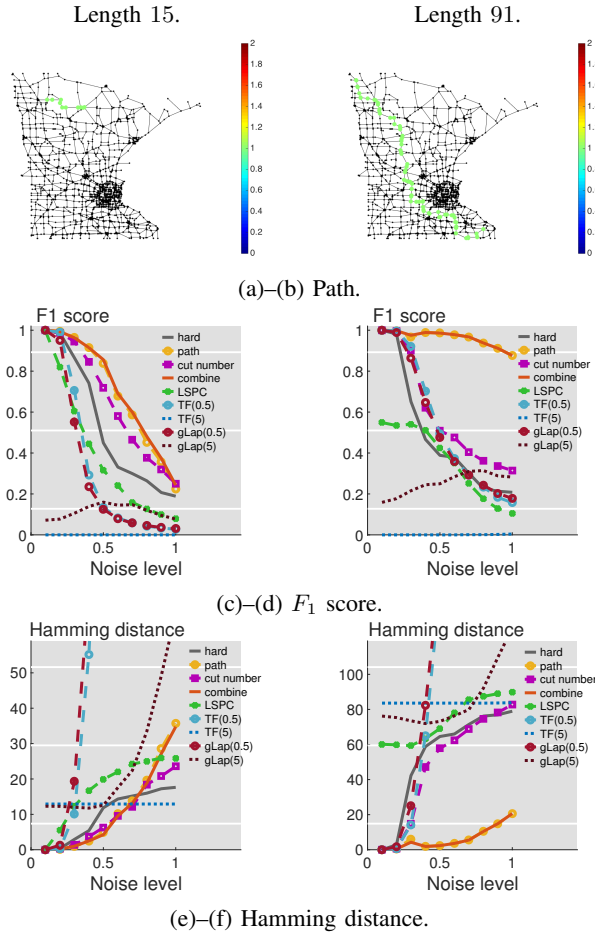 Length 15. Length 91.
2 2
1.8 1.8
1.6 1.6
1.4 1.4
1.2 1.2
1 1
0.8 0.8
0.6 0.6
0.4 0.4
0.2 0.2
0 0
(a)–(b) Path.
F1 score F1 score
1 1
0.8 0.8
0.6 0.6
0.4 0.4
0.2 0.2
0 0
hard hard
path path
cut number cut number
combine combine
LSPC LSPC
TF(0.5) TF(0.5)
TF(5) TF(5)
gLap(0.5) gLap(0.5)
gLap(5) gLap(5)
0 0.5 1 0 0.5 1
Noise level Noise level
(c)–(d) F1 score.
Hamming distance Hamming distance
50 100
40 80
30 60
20 40
10 20
0 0
hard hard
path path
cut number cut number
combine combine
LSPC LSPC
TF(0.5) TF(0.5)
TF(5) TF(5)
gLap(0.5) gLap(0.5)
gLap(5) gLap(5)
0 0.5 1 0 0.5 1
Noise level Noise level
(e)–(f) Hamming distance.